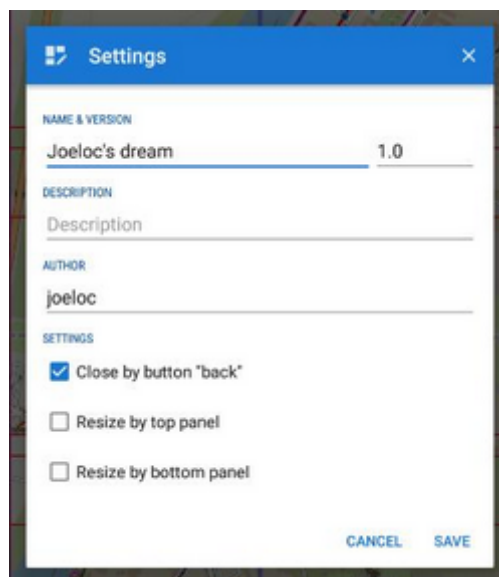 Settings
NAME & VERSION
Joeloc's dream 1.0
DESCRIPTION
Description
AUTHOR
joeloc
SETTINGS
Close by button "back"
Resize by top panel
Resize by bottom panel
CANCEL SAVE